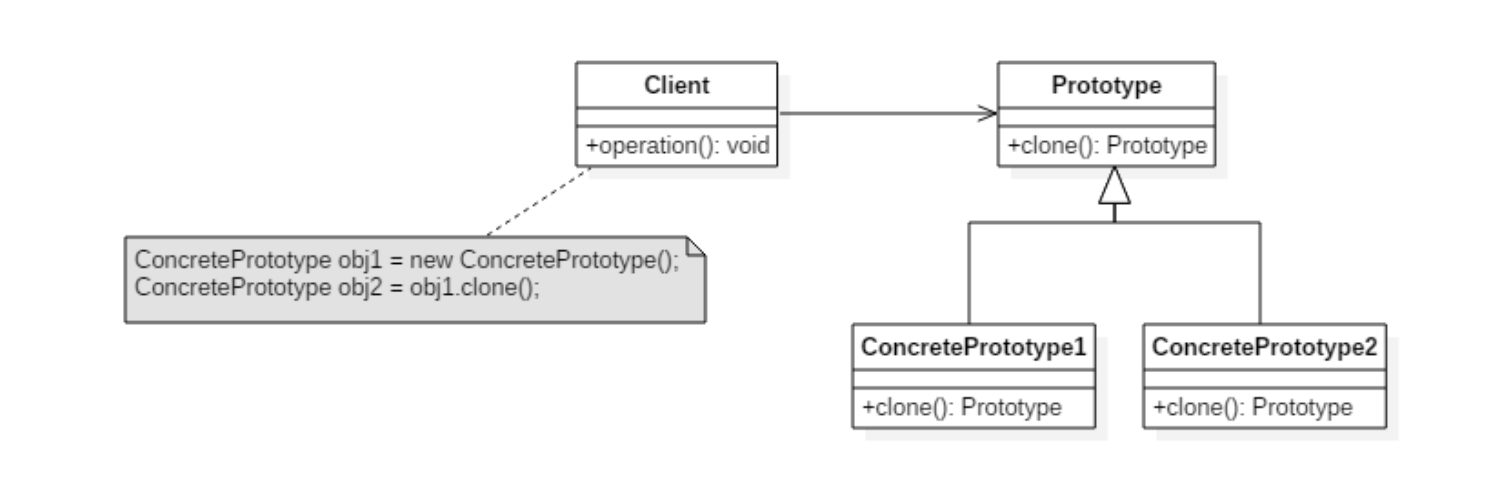 Client
+operation(): void
Prototype
+clone(): Prototype
ConcretePrototype obj1 = new ConcretePrototype();
ConcretePrototype obj2 = obj1.clone();
ConcretePrototype1
+clone(): Prototype
ConcretePrototype2
+clone(): Prototype